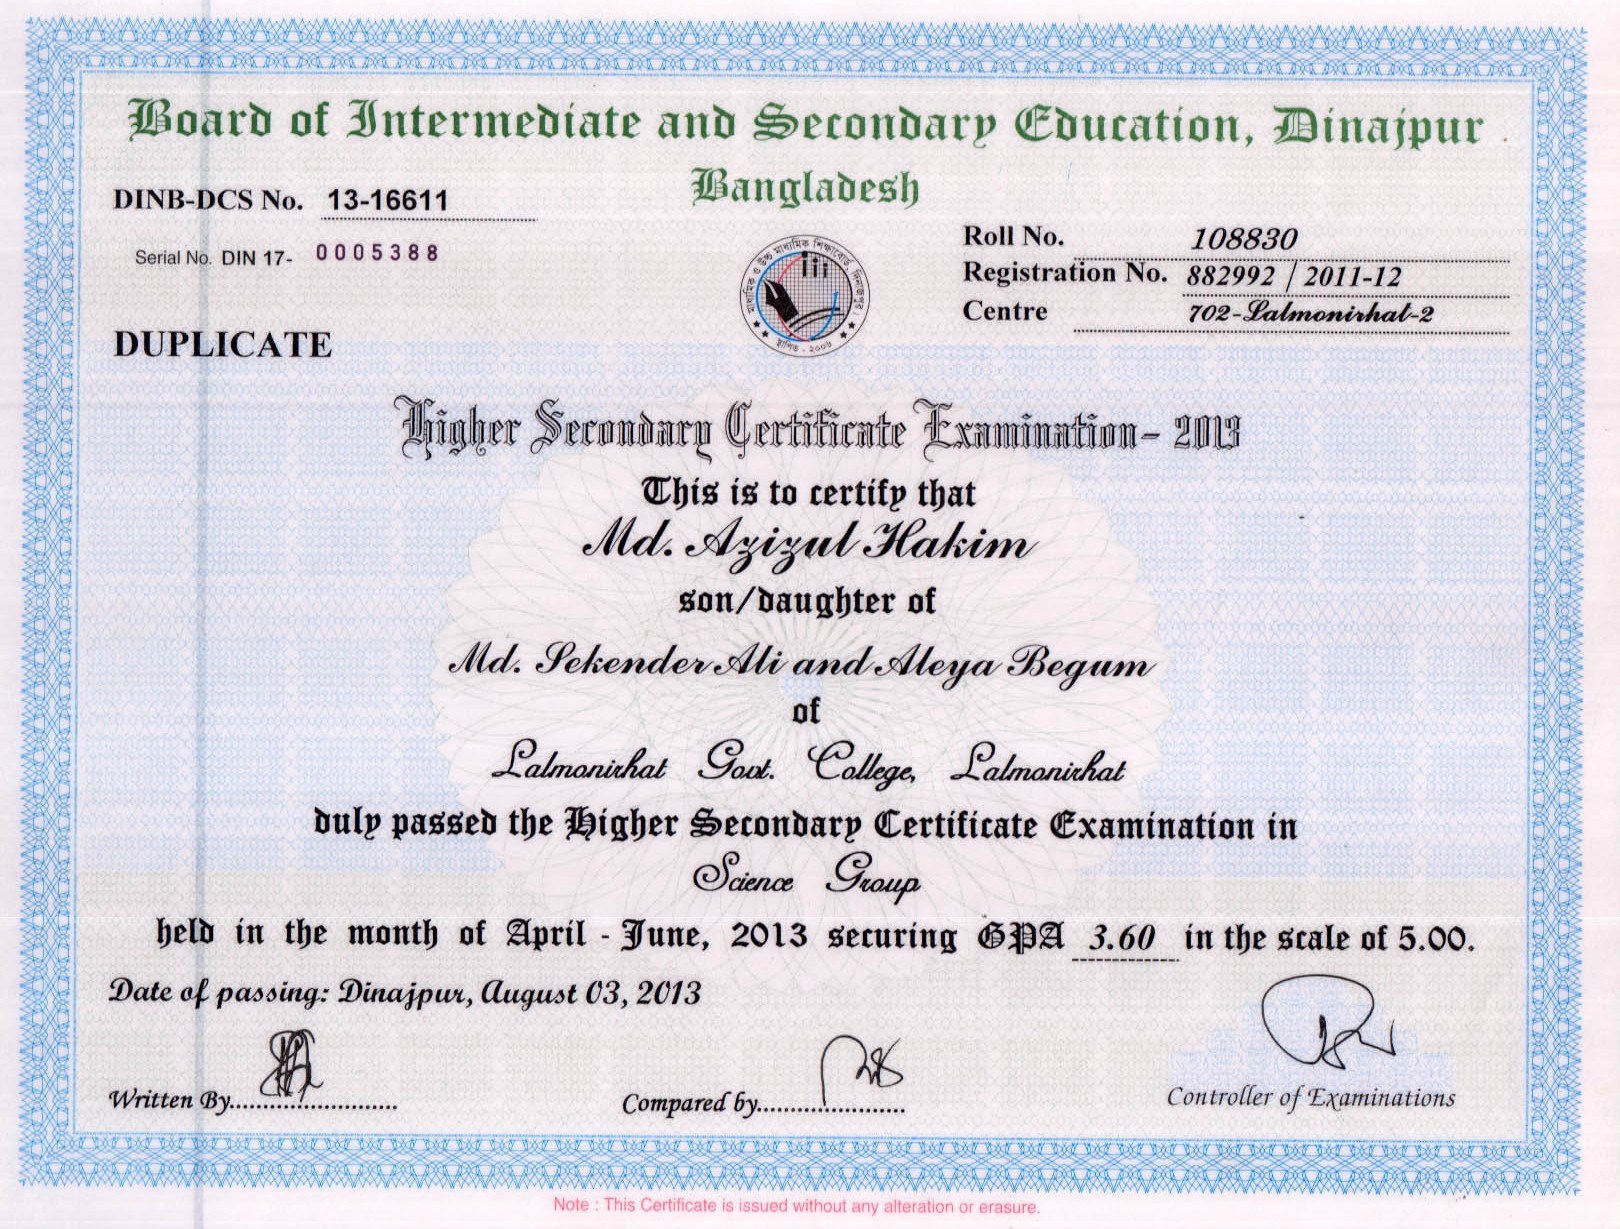 Board of Intermediate and Secondary Education, Dinajpur
Bangladesh
DINB-DCS No. 13-16611
Serial No. DIN 17- 0005388
Roll No. 108830
Registration No. 882992 / 2011-12
Centre 702-Lalmonirhat-2
মাধ্যমিক ও উচ্চ মাধ্যমিক শিক্ষাবোর্ড, দিনাজপুর।
স্থাপিত - ২০০৬
DUPLICATE
Higher Secondary Certificate Examination- 2013
This is to certify that
Md. Azizul Hakim
son/daughter of
Md. Sekender Ali and Aleya Begum
of
Lalmonirhat Govt. College, Lalmonirhat
duly passed the Higher Secondary Certificate Examination in
Science Group
held in the month of April - June, 2013 securing GPA 3.60 in the scale of 5.00.
Date of passing: Dinajpur, August 03, 2013
Written By
Compared by
Controller of Examinations
Note : This Certificate is issued without any alteration or erasure.